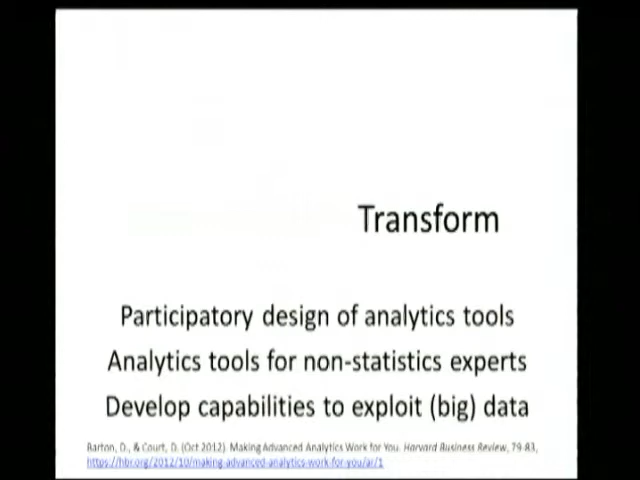 Transform
Participatory design of analytics tools
Analytics tools for non-statistics experts
Develop capabilities to exploit (big) data
Barton, D., & Court, D. (Oct 2012). Making Advanced Analytics Work for You. Harvard Business Review, 79-83,
https://hbr.org/2012/10/making-advanced-analytics-work-for-you/ar/1